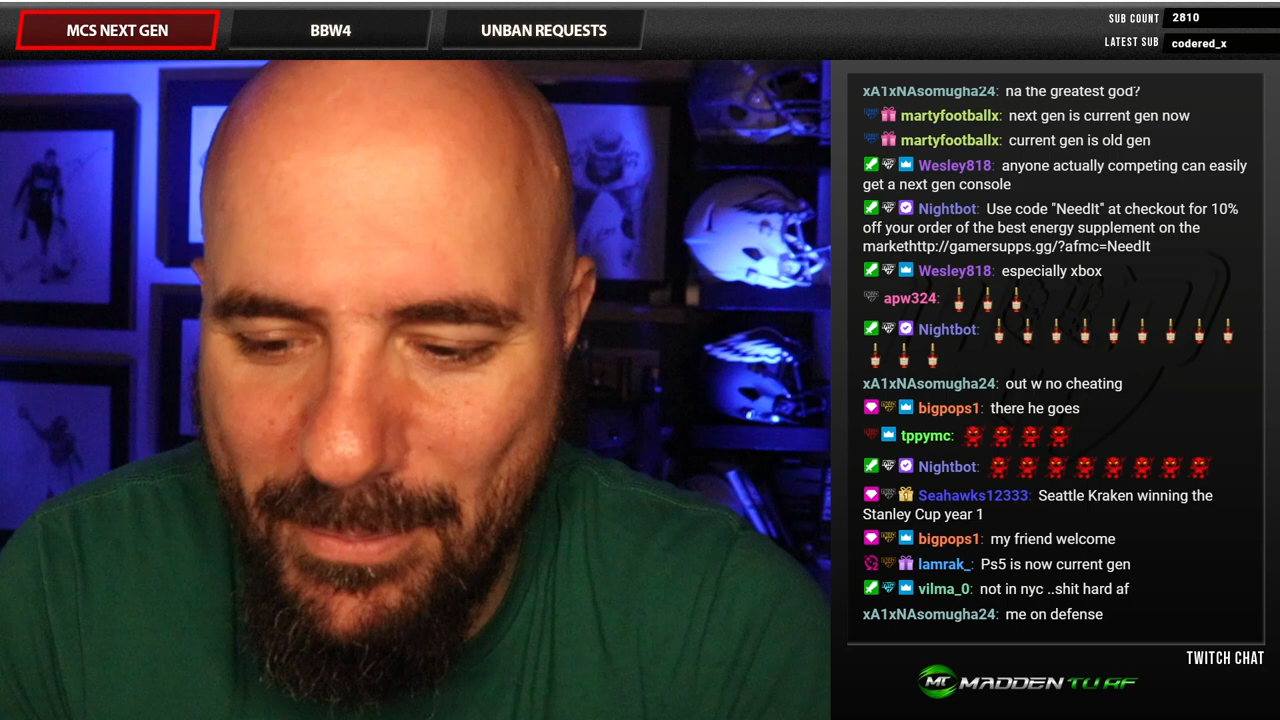 MCS NEXT GEN
BBW4
UNBAN REQUESTS
SUB COUNT 2810
LATEST SUB codered_x
xA1xNAsomugha24: na the greatest god?
martyfootballx: next gen is current gen now
martyfootballx: current gen is old gen
Wesley818: anyone actually competing can easily
get a next gen console
Nightbot: Use code "NeedIt" at checkout for 10%
off your order of the best energy supplement on the
markethttp://gamersupps.gg/?afmc=NeedIt
Wesley818: especially xbox
apw324:
Nightbot:
xA1xNAsomugha24: out w no cheating
bigpops1: there he goes
tppymc:
Nightbot:
Seahawks12333: Seattle Kraken winning the
Stanley Cup year 1
bigpops1: my friend welcome
lamrak_: Ps5 is now current gen
vilma_0: not in nyc ..shit hard af
xA1xNAsomugha24: me on defense
TWITCH CHAT
MT MADDEN TURF